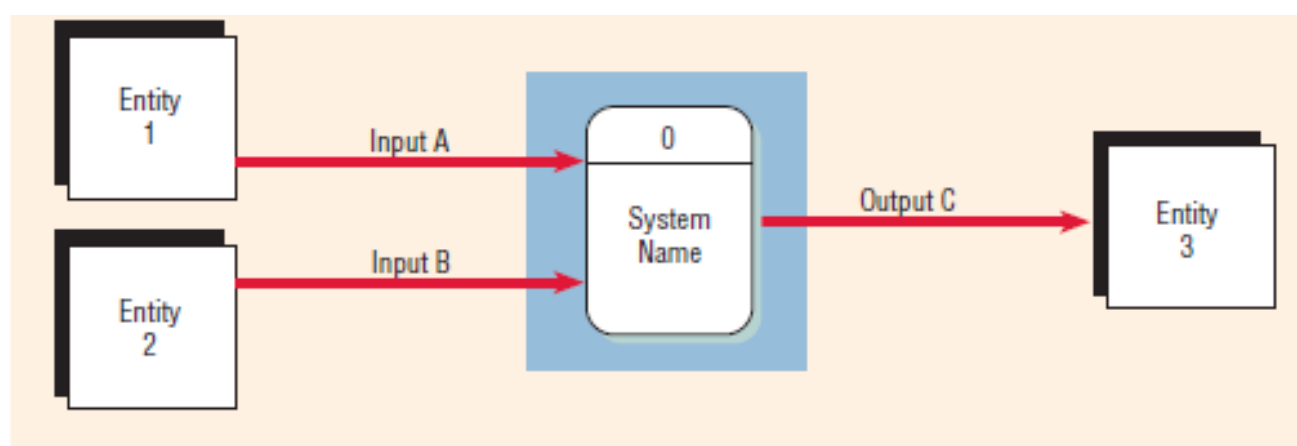 Entity
1
Input A
0
System
Name
Output C
Entity
3
Input B
Entity
2